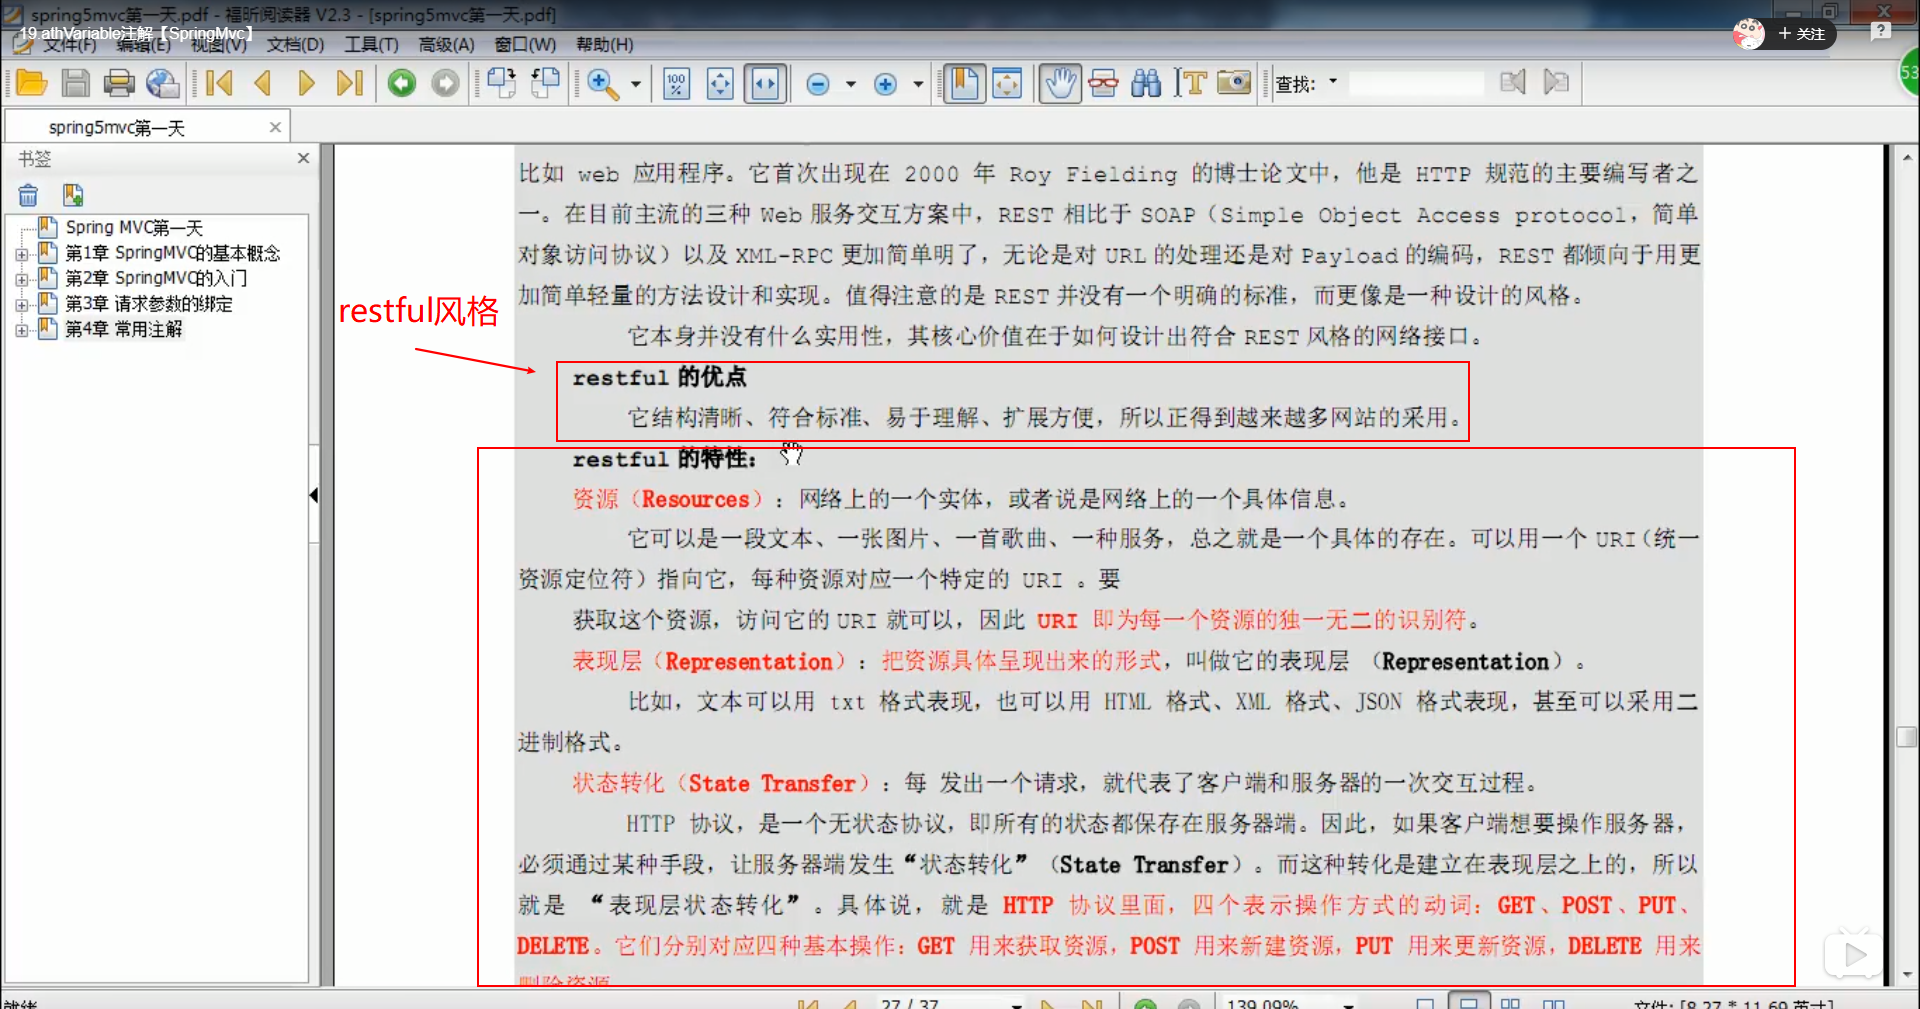 spring5mvc第一天.pdf - 福昕阅读器 V2.3 - [spring5mvc第一天.pdf]
19.athVariable注解【SpringMvc】
+ 关注
?
文件(F) 编辑(E) 视图(V) 文档(D) 工具(T) 高级(A) 窗口(W) 帮助(H)
100
%
查找:
53
spring5mvc第一天
书签
Spring MVC第一天
第1章 SpringMVC的基本概念
第2章 SpringMVC的入门
第3章 请求参数的绑定
第4章 常用注解
restful风格
比如 web 应用程序。它首次出现在 2000 年 Roy Fielding 的博士论文中，他是 HTTP 规范的主要编写者之
一。在目前主流的三种 Web 服务交互方案中，REST 相比于 SOAP（Simple Object Access protocol，简单
对象访问协议）以及 XML-RPC 更加简单明了，无论是对 URL 的处理还是对 Payload 的编码，REST 都倾向于用更
加简单轻量的方法设计和实现。值得注意的是 REST 并没有一个明确的标准，而更像是一种设计的风格。
它本身并没有什么实用性，其核心价值在于如何设计出符合 REST 风格的网络接口。
restful 的优点
它结构清晰、符合标准、易于理解、扩展方便，所以正得到越来越多网站的采用。
restful 的特性：
资源（Resources）：网络上的一个实体，或者说是网络上的一个具体信息。
它可以是一段文本、一张图片、一首歌曲、一种服务，总之就是一个具体的存在。可以用一个 URI（统一
资源定位符）指向它，每种资源对应一个特定的 URI 。要
获取这个资源，访问它的 URI 就可以，因此 URI 即为每一个资源的独一无二的识别符。
表现层（Representation）：把资源具体呈现出来的形式，叫做它的表现层 （Representation）。
比如，文本可以用 txt 格式表现，也可以用 HTML 格式、XML 格式、JSON 格式表现，甚至可以采用二
进制格式。
状态转化（State Transfer）：每 发出一个请求，就代表了客户端和服务器的一次交互过程。
HTTP 协议，是一个无状态协议，即所有的状态都保存在服务器端。因此，如果客户端想要操作服务器，
必须通过某种手段，让服务器端发生“状态转化”（State Transfer）。而这种转化是建立在表现层之上的，所以
就是 “表现层状态转化”。具体说，就是 HTTP 协议里面，四个表示操作方式的动词：GET、POST、PUT、
DELETE。它们分别对应四种基本操作：GET 用来获取资源，POST 用来新建资源，PUT 用来更新资源，DELETE 用来
删除资源
就绪
27 / 37
139.09%
文件: [8.27 * 11.69 英寸]